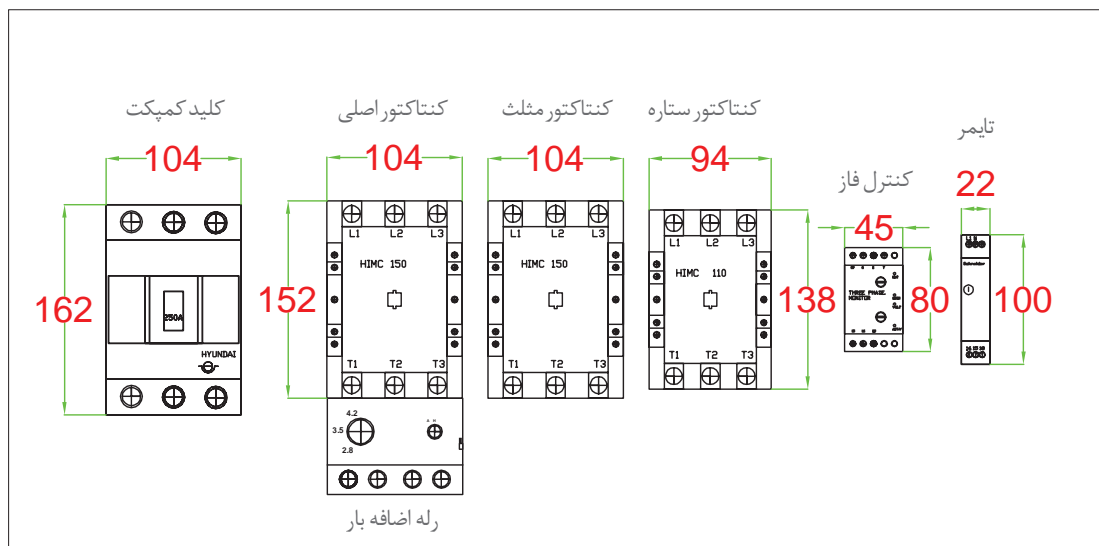 کلید کمپکت
104
162
250A
HYUNDAI
کنتاکتور اصلی
104
152
L1 L2 L3
HIMC 150
T1 T2 T3
4.2
3.5
2.8
رله اضافه بار
کنتاکتور مثلث
104
L1 L2 L3
HIMC 150
T1 T2 T3
کنتاکتور ستاره
94
138
L1 L2 L3
HIMC 110
T1 T2 T3
کنترل فاز
45
80
THREE PHASE
MONITOR
تایمر
22
100
Schneider